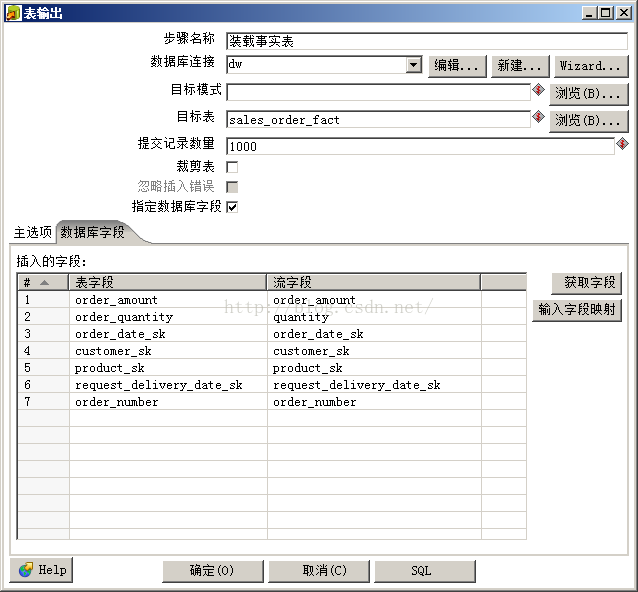 表输出
步骤名称 装载事实表
数据库连接 dw 编辑... 新建... Wizard...
目标模式 浏览(B)...
目标表 sales_order_fact 浏览(B)...
提交记录数量 1000
裁剪表
忽略插入错误
指定数据库字段
主选项 数据库字段
插入的字段:
# 表字段 流字段 获取字段
1 order_amount order_amount
http://blog.csdn.net/
2 order_quantity quantity 输入字段映射
3 order_date_sk order_date_sk
4 customer_sk customer_sk
5 product_sk product_sk
6 request_delivery_date_sk request_delivery_date_sk
7 order_number order_number
Help 确定(O) 取消(C) SQL